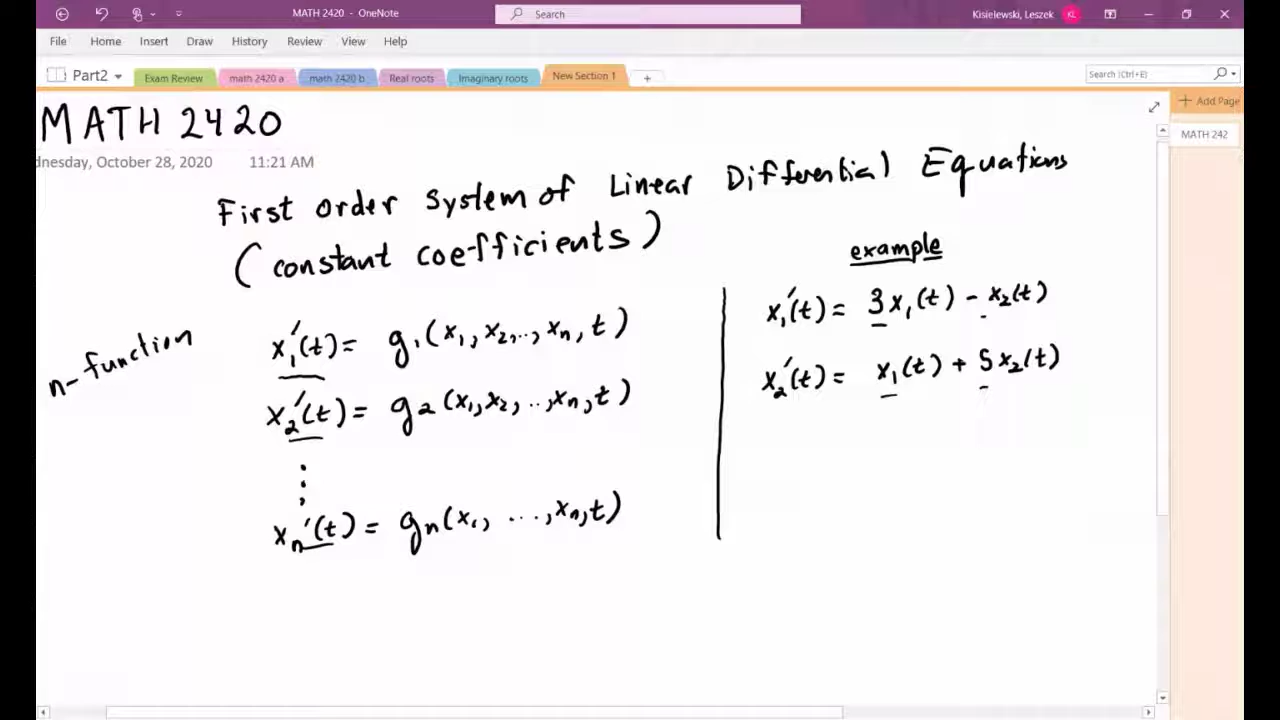 MATH 2420 - OneNote
Search
Kisielewski, Leszek KL
File Home Insert Draw History Review View Help
Part2 Exam Review math 2420 a math 2420 b Real roots Imaginary roots New Section 1 +
Search (Ctrl+E)
+ Add Page
MATH 242
MATH 2420
dnesday, October 28, 2020 11:21 AM
First order System of Linear Differential Equations
(constant coefficients)
example
n-function
x₁'(t) = g₁(x₁, x₂, .., xₙ, t)
x₂'(t) = g₂(x₁, x₂, .., xₙ, t)
⋮
xₙ'(t) = gₙ(x₁, ..., xₙ, t)
x₁'(t) = 3x₁(t) - x₂(t)
x₂'(t) = x₁(t) + 5x₂(t)